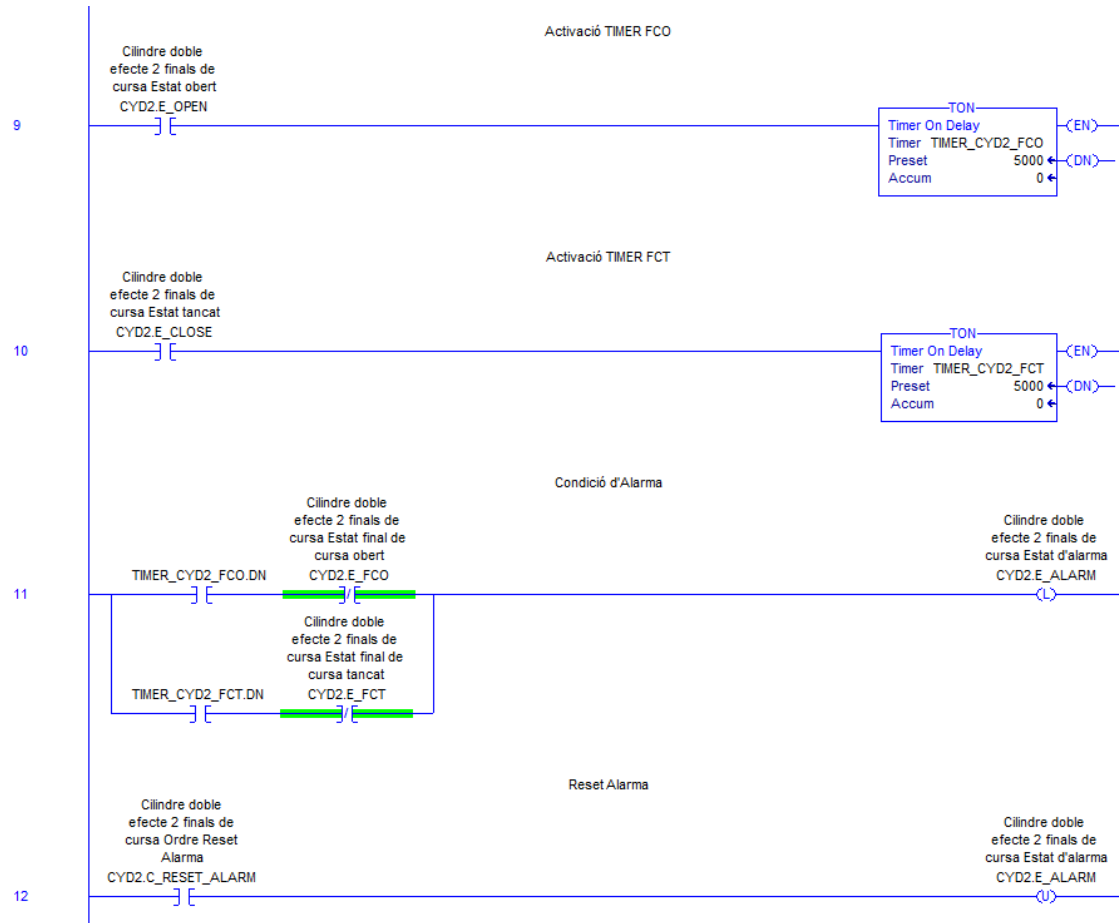 Activació TIMER FCO
Cilindre doble
efecte 2 finals de
cursa Estat obert
CYD2.E_OPEN
9
TON
Timer On Delay
Timer TIMER_CYD2_FCO
Preset 5000
Accum 0
(EN)
(DN)
Activació TIMER FCT
Cilindre doble
efecte 2 finals de
cursa Estat tancat
CYD2.E_CLOSE
10
TON
Timer On Delay
Timer TIMER_CYD2_FCT
Preset 5000
Accum 0
(EN)
(DN)
Condició d'Alarma
Cilindre doble
efecte 2 finals de
cursa Estat final de
cursa obert
CYD2.E_FCO
TIMER_CYD2_FCO.DN
Cilindre doble
efecte 2 finals de
cursa Estat d'alarma
CYD2.E_ALARM
11
/
(L)
Cilindre doble
efecte 2 finals de
cursa Estat final de
cursa tancat
TIMER_CYD2_FCT.DN CYD2.E_FCT
/
Reset Alarma
Cilindre doble
efecte 2 finals de
cursa Ordre Reset
Alarma
CYD2.C_RESET_ALARM
Cilindre doble
efecte 2 finals de
cursa Estat d'alarma
CYD2.E_ALARM
12
(U)